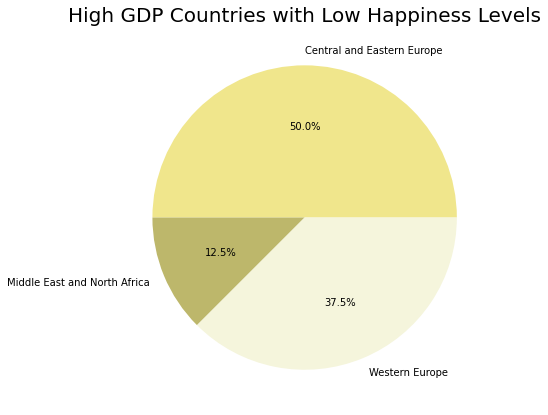 High GDP Countries with Low Happiness Levels
Central and Eastern Europe
50.0%
12.5%
Middle East and North Africa
37.5%
Western Europe